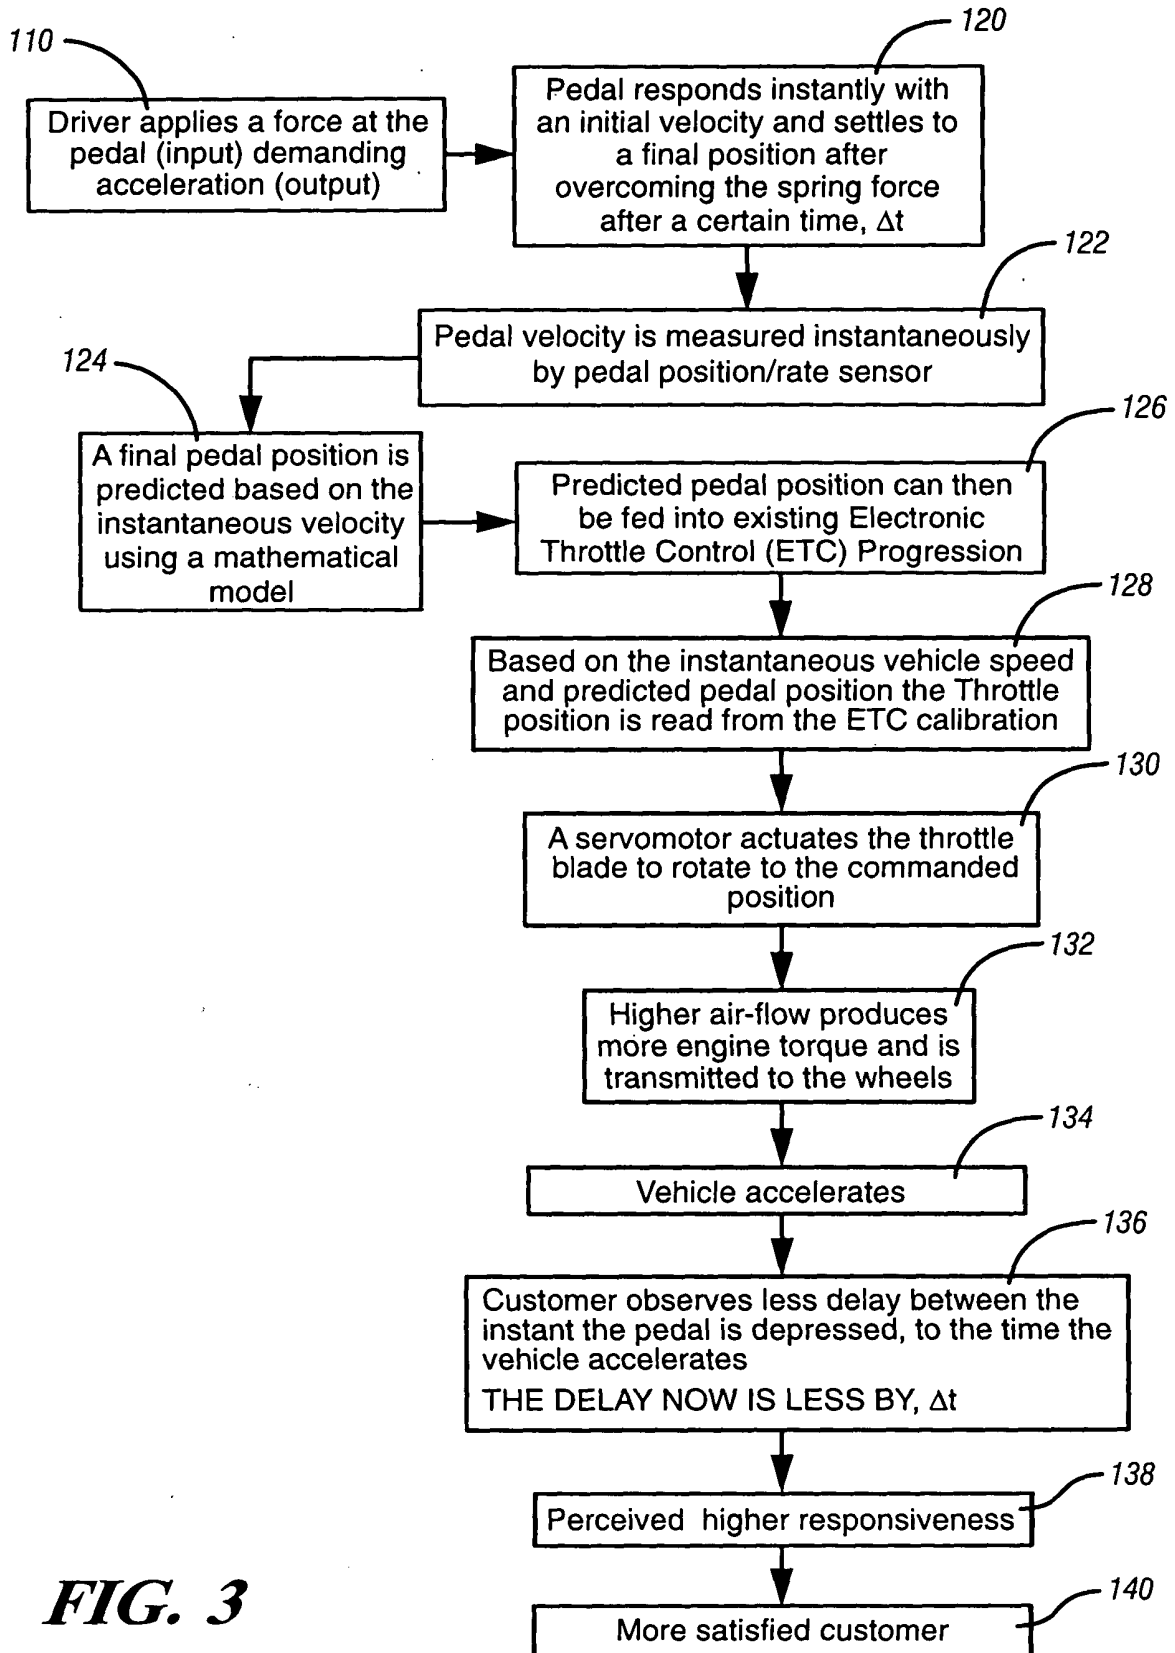 110
Driver applies a force at the
pedal (input) demanding
acceleration (output)
120
Pedal responds instantly with
an initial velocity and settles to
a final position after
overcoming the spring force
after a certain time, Δt
122
Pedal velocity is measured instantaneously
by pedal position/rate sensor
124
A final pedal position is
predicted based on the
instantaneous velocity
using a mathematical
model
126
Predicted pedal position can then
be fed into existing Electronic
Throttle Control (ETC) Progression
128
Based on the instantaneous vehicle speed
and predicted pedal position the Throttle
position is read from the ETC calibration
130
A servomotor actuates the throttle
blade to rotate to the commanded
position
132
Higher air-flow produces
more engine torque and is
transmitted to the wheels
134
Vehicle accelerates
136
Customer observes less delay between the
instant the pedal is depressed, to the time the
vehicle accelerates
THE DELAY NOW IS LESS BY, Δt
138
Perceived higher responsiveness
140
More satisfied customer
FIG. 3